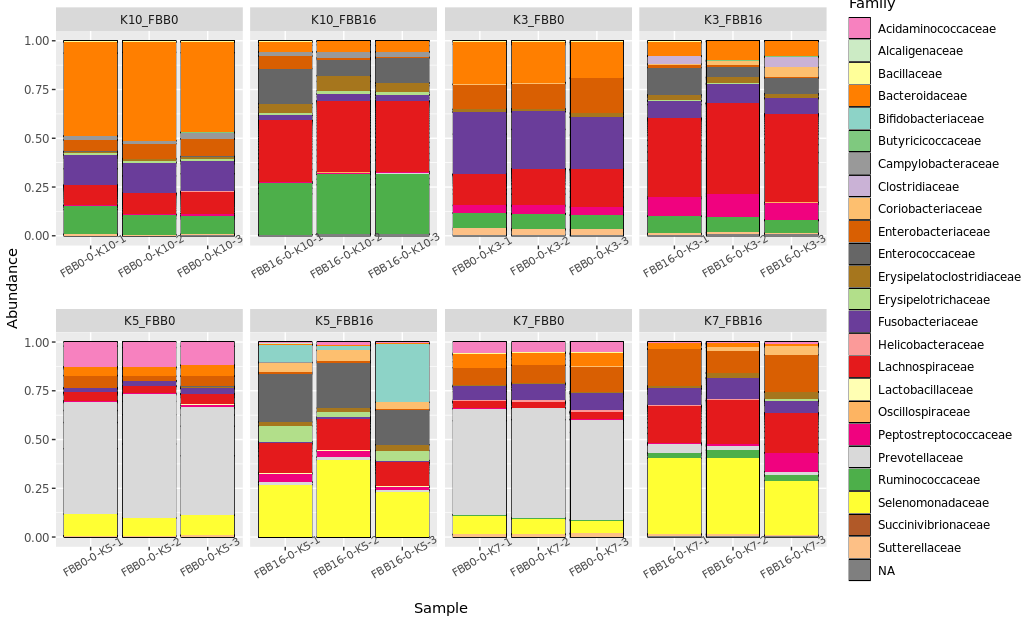 Family
K10_FBB0 K10_FBB16 K3_FBB0 K3_FBB16
1.00
0.75
0.50
0.25
0.00
FBB0-0-K10-1 FBB0-0-K10-2 FBB0-0-K10-3 FBB16-0-K10-1 FBB16-0-K10-2 FBB16-0-K10-3 FBB0-0-K3-1 FBB0-0-K3-2 FBB0-0-K3-3 FBB16-0-K3-1 FBB16-0-K3-2 FBB16-0-K3-3
Abundance
K5_FBB0 K5_FBB16 K7_FBB0 K7_FBB16
1.00
0.75
0.50
0.25
0.00
FBB0-0-K5-1 FBB0-0-K5-2 FBB0-0-K5-3 FBB16-0-K5-1 FBB16-0-K5-2 FBB16-0-K5-3 FBB0-0-K7-1 FBB0-0-K7-2 FBB0-0-K7-3 FBB16-0-K7-1 FBB16-0-K7-2 FBB16-0-K7-3
Sample
Acidaminococcaceae
Alcaligenaceae
Bacillaceae
Bacteroidaceae
Bifidobacteriaceae
Butyricicoccaceae
Campylobacteraceae
Clostridiaceae
Coriobacteriaceae
Enterobacteriaceae
Enterococcaceae
Erysipelatoclostridiaceae
Erysipelotrichaceae
Fusobacteriaceae
Helicobacteraceae
Lachnospiraceae
Lactobacillaceae
Oscillospiraceae
Peptostreptococcaceae
Prevotellaceae
Ruminococcaceae
Selenomonadaceae
Succinivibrionaceae
Sutterellaceae
NA